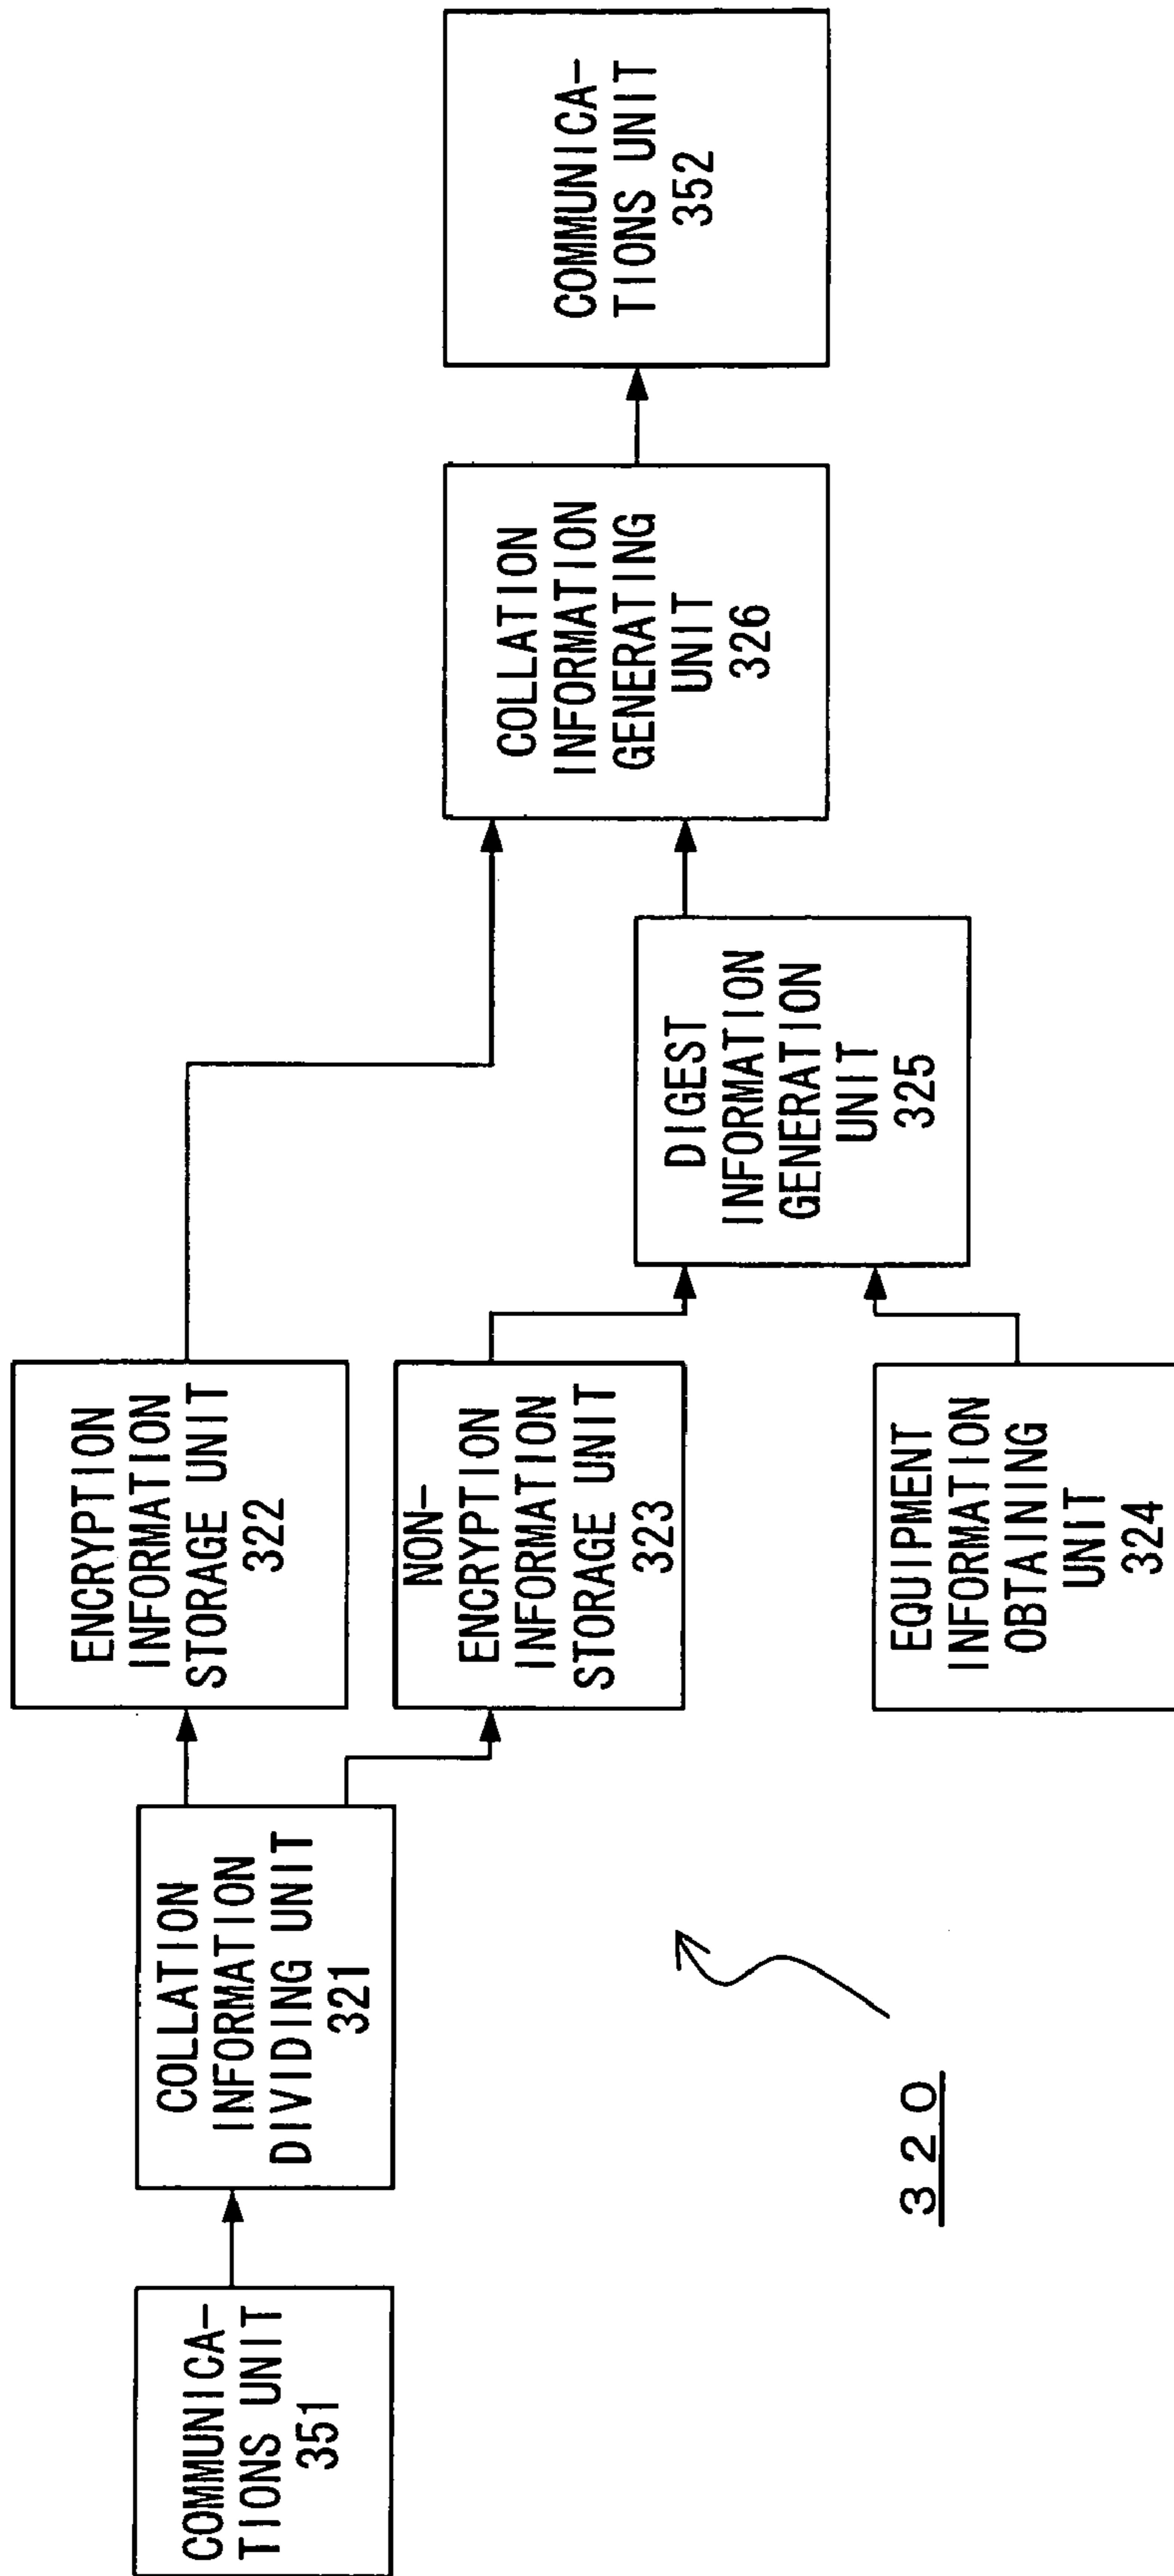 COMMUNICA-
TIONS UNIT
351
COLLATION
INFORMATION
DIVIDING UNIT
321
ENCRYPTION
INFORMATION
STORAGE UNIT
322
NON-
ENCRYPTION
INFORMATION
STORAGE UNIT
323
EQUIPMENT
INFORMATION
OBTAINING
UNIT
324
DIGEST
INFORMATION
GENERATION
UNIT
325
COLLATION
INFORMATION
GENERATING
UNIT
326
COMMUNICA-
TIONS UNIT
352
320